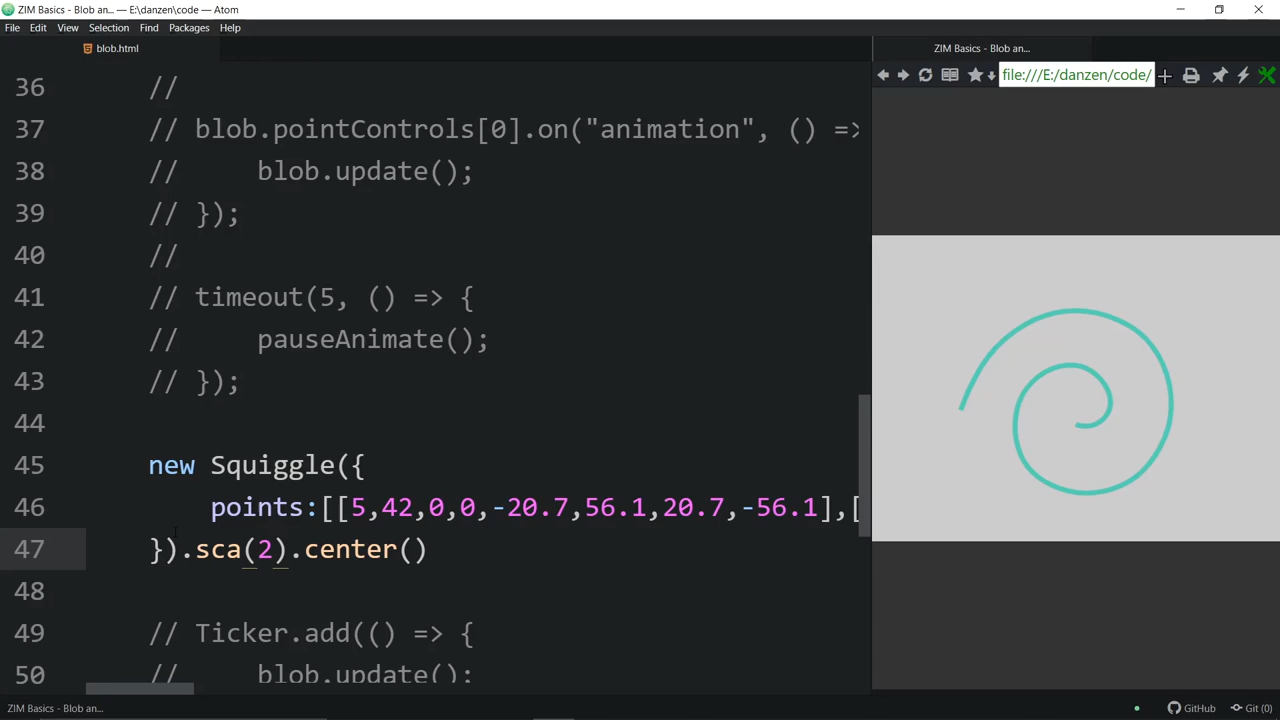 ZIM Basics - Blob an... — E:\danzen\code — Atom
File Edit View Selection Find Packages Help
blob.html
ZIM Basics - Blob an...
file:///E:/danzen/code/
36 //
37 // blob.pointControls[0].on("animation", () =>
38 // blob.update();
39 // });
40 //
41 // timeout(5, () => {
42 // pauseAnimate();
43 // });
44
45 new Squiggle({
46 points:[[5,42,0,0,-20.7,56.1,20.7,-56.1],[
47 }).sca(2).center()
48
49 // Ticker.add(() => {
50 // blob.update();
ZIM Basics - Blob an...
GitHub
Git (0)